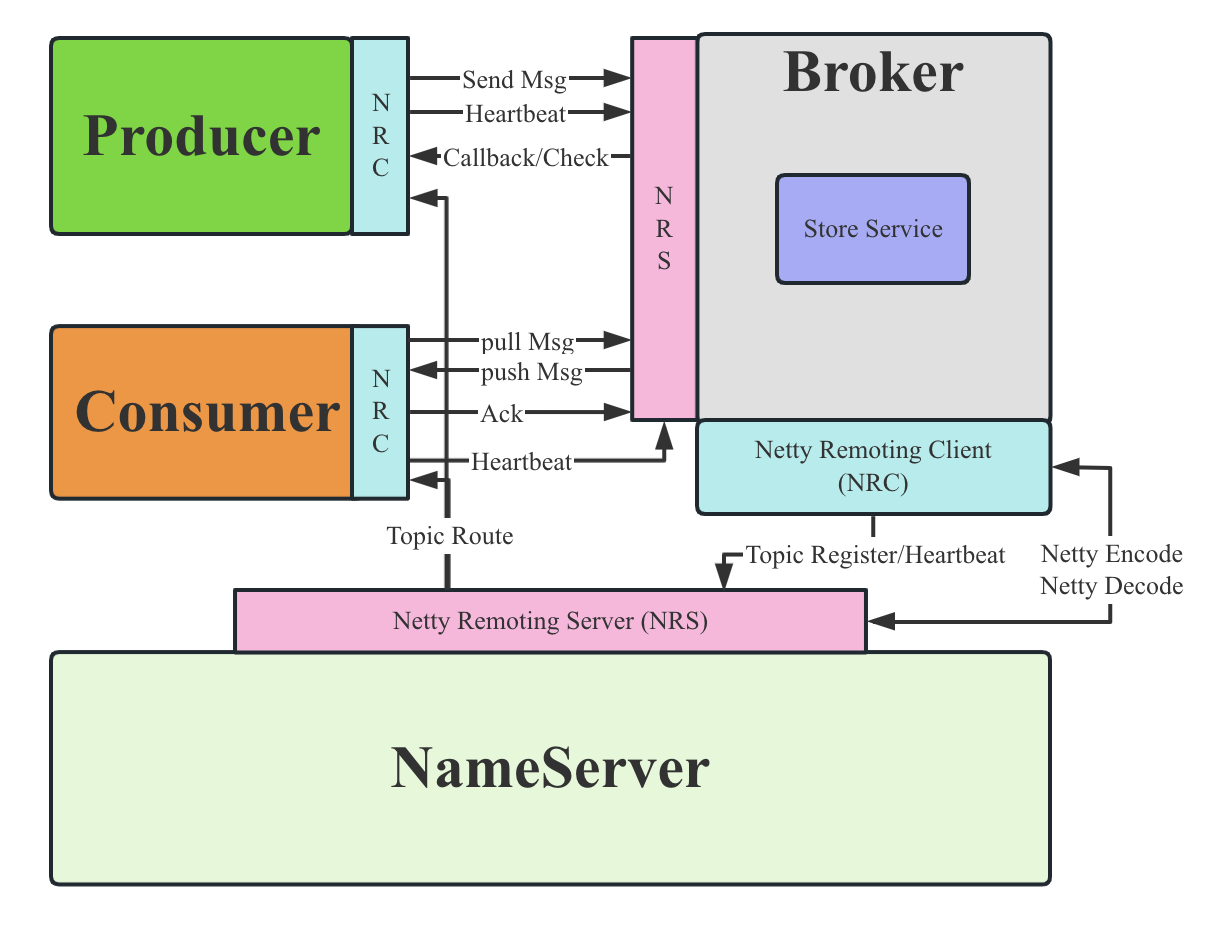 Producer
N
R
C
Send Msg
Heartbeat
Callback/Check
N
R
S
Broker
Store Service
Consumer
N
R
C
pull Msg
push Msg
Ack
Heartbeat
Netty Remoting Client
(NRC)
Topic Route
Topic Register/Heartbeat
Netty Encode
Netty Decode
Netty Remoting Server (NRS)
NameServer